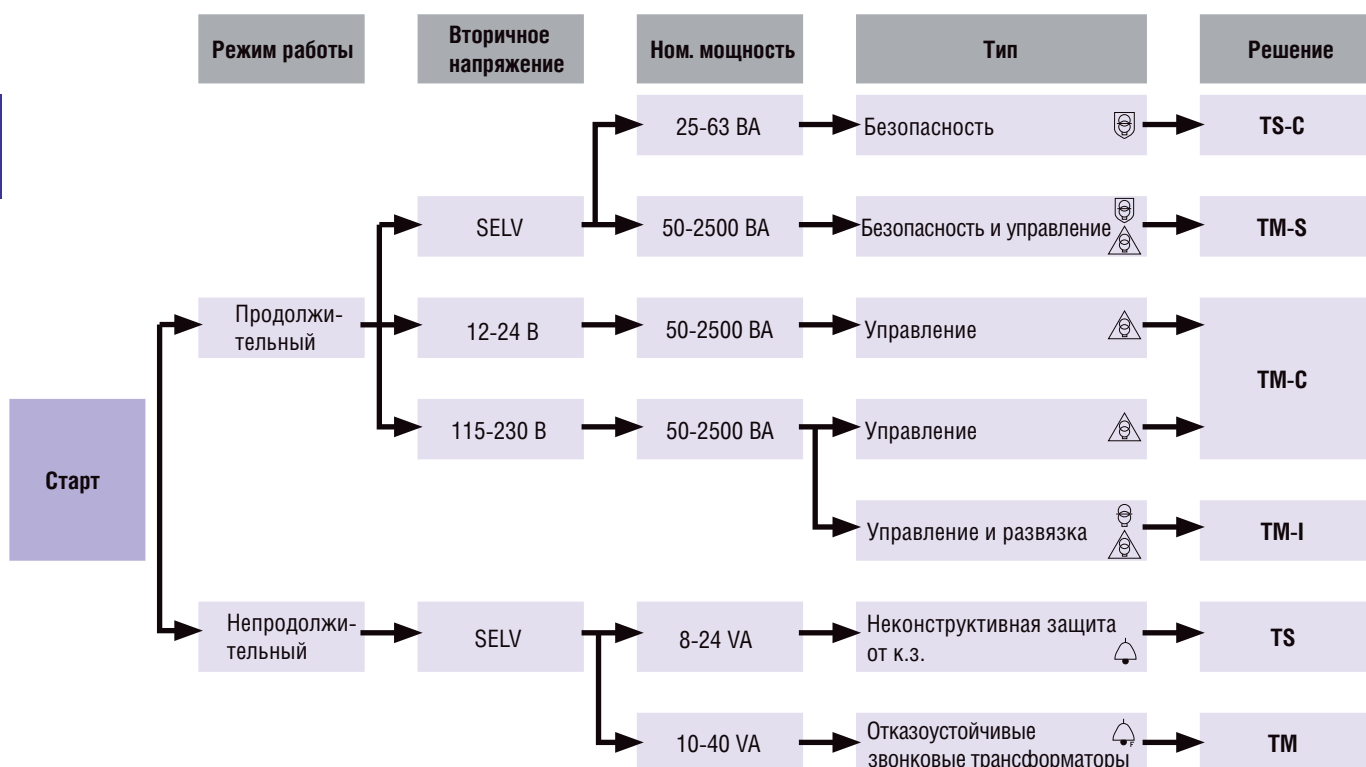 Режим работы
Вторичное
напряжение
Ном. мощность
Тип
Решение
25-63 ВА
Безопасность
TS-C
SELV
50-2500 ВА
Безопасность и управление
TM-S
Продолжи-
тельный
12-24 В
50-2500 ВА
Управление
TM-C
115-230 В
50-2500 ВА
Управление
Старт
Управление и развязка
TM-I
Непродолжи-
тельный
SELV
8-24 VA
Неконструктивная защита
от к.з.
TS
10-40 VA
Отказоустойчивые
звонковые трансформаторы
F
TM